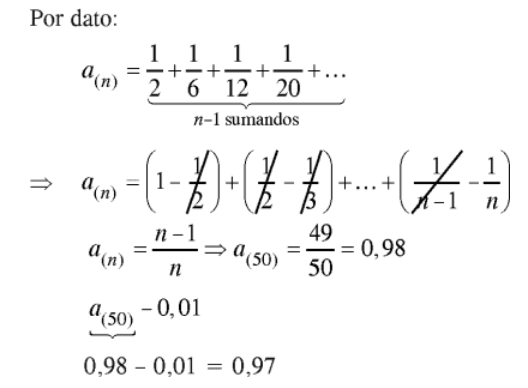 Por dato:
a(n) = 1/2 + 1/6 + 1/12 + 1/20 + ...
n–1 sumandos
⇒ a(n) = (1 - 1/2) + (1/2 - 1/3) + ... + (1/n-1 - 1/n)
a(n) = n-1/n ⇒ a(50) = 49/50 = 0,98
a(50) - 0,01
0,98 - 0,01 = 0,97